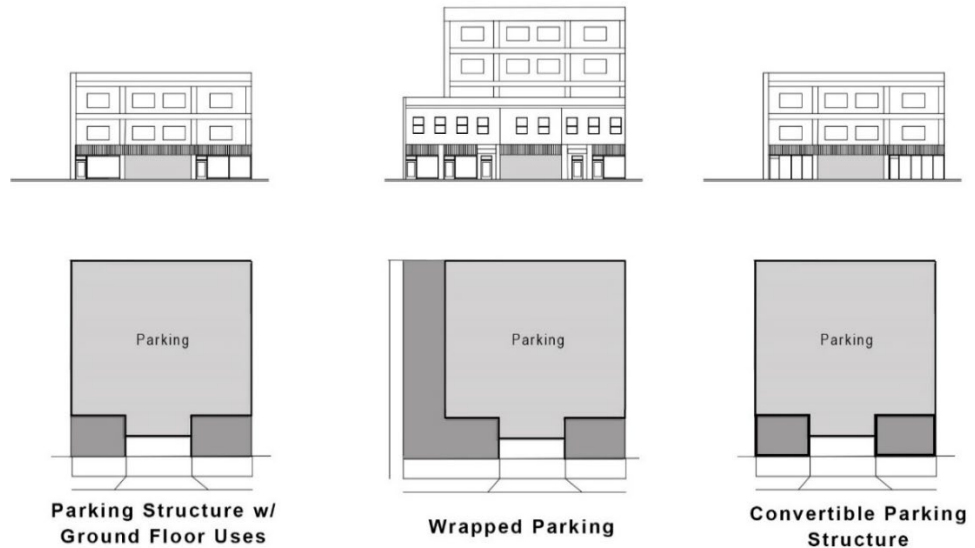 Parking
Parking
Parking
Parking Structure w/
Ground Floor Uses
Wrapped Parking
Convertible Parking
Structure